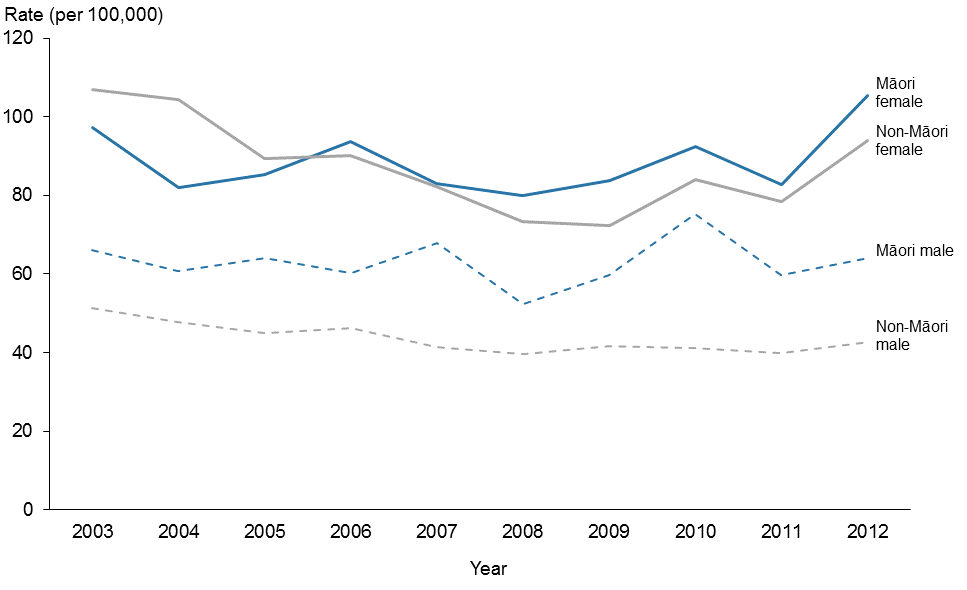 Rate (per 100,000)
120
100
80
60
40
20
0
Māori
female
Non-Māori
female
Māori male
Non-Māori
male
2003 2004 2005 2006 2007 2008 2009 2010 2011 2012
Year